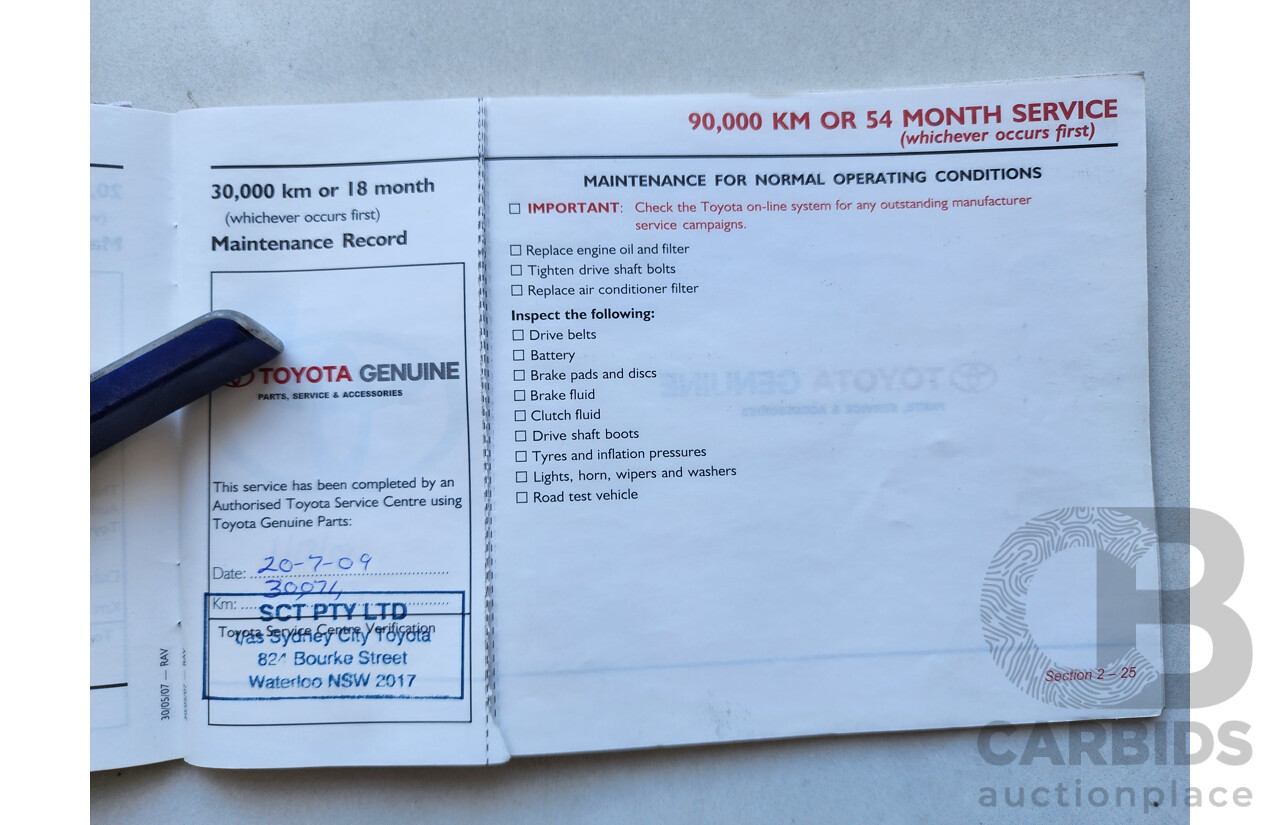 30,000 km or 18 month
(whichever occurs first)
Maintenance Record
TOYOTA GENUINE
PARTS, SERVICE & ACCESSORIES
This service has been completed by an
Authorised Toyota Service Centre using
Toyota Genuine Parts:
Date: 20-7-09
Km:
Toyota Service Centre Verification
SCT PTY LTD
t/as Sydney City Toyota
824 Bourke Street
Waterloo NSW 2017
30/05/07 — RAV
90,000 KM OR 54 MONTH SERVICE
(whichever occurs first)
MAINTENANCE FOR NORMAL OPERATING CONDITIONS
IMPORTANT: Check the Toyota on-line system for any outstanding manufacturer
service campaigns.
Replace engine oil and filter
Tighten drive shaft bolts
Replace air conditioner filter
Inspect the following:
Drive belts
Battery
Brake pads and discs
Brake fluid
Clutch fluid
Drive shaft boots
Tyres and inflation pressures
Lights, horn, wipers and washers
Road test vehicle
Section 2 – 25
CB
CARBIDS
auctionplace